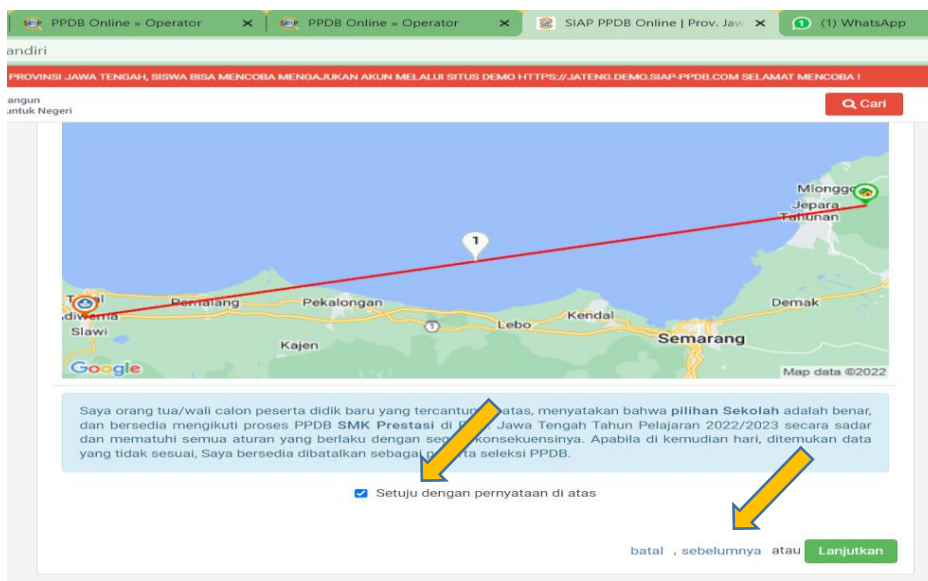 PPDB Online » Operator
PPDB Online » Operator
SIAP PPDB Online | Prov. Jaw
1 (1) WhatsApp
andiri
PROVINSI JAWA TENGAH, SISWA BISA MENCOBA MENGAJUKAN AKUN MELALUI SITUS DEMO HTTPS://JATENG.DEMO.SIAP-PPDB.COM SELAMAT MENCOBA !
angun
untuk Negeri
Cari
Mlongg
Jepara
Tahunan
1
Pemalang
Pekalongan
Demak
diwerna
Kendal
Slawi
1
Lebo
Semarang
Kajen
Google
Map data ©2022
Saya orang tua/wali calon peserta didik baru yang tercantum atas, menyatakan bahwa pilihan Sekolah adalah benar,
dan bersedia mengikuti proses PPDB SMK Prestasi di Jawa Tengah Tahun Pelajaran 2022/2023 secara sadar
dan mematuhi semua aturan yang berlaku dengan konsekuensinya. Apabila di kemudian hari, ditemukan data
yang tidak sesuai, Saya bersedia dibatalkan sebagai seleksi PPDB.
Setuju dengan pernyataan di atas
batal , sebelumnya atau Lanjutkan